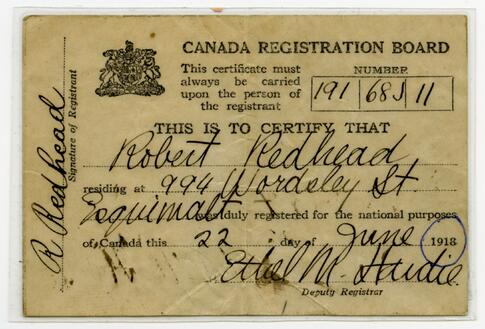 CANADA REGISTRATION BOARD
This certificate must
always be carried
upon the person of
the registrant
NUMBER
191 68J 11
THIS IS TO CERTIFY THAT
Robert Redhead
residing at 994 Wordsley St.
Esquimalt was duly registered for the national purposes
of Canada this 22 day of June 1918
Ethel M. Hardie
Deputy Registrar
R Redhead
Signature of Registrant